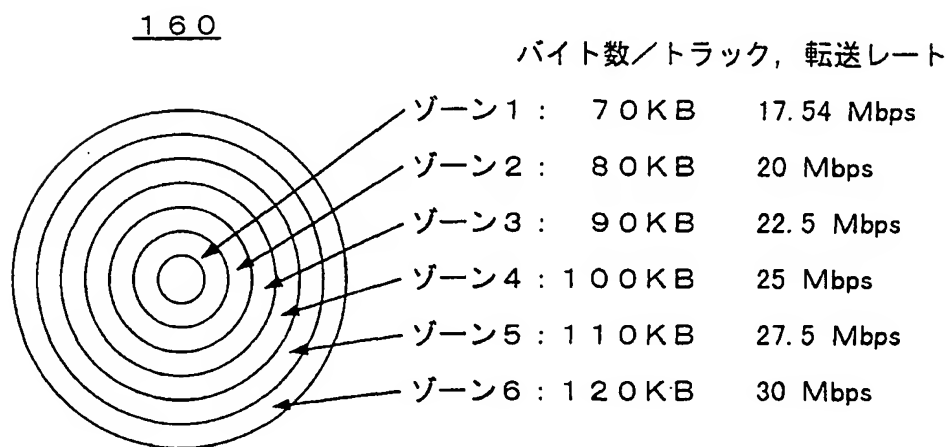 160
バイト数／トラック, 転送レート
ゾーン1: 70KB 17.54 Mbps
ゾーン2: 80KB 20 Mbps
ゾーン3: 90KB 22.5 Mbps
ゾーン4: 100KB 25 Mbps
ゾーン5: 110KB 27.5 Mbps
ゾーン6: 120KB 30 Mbps